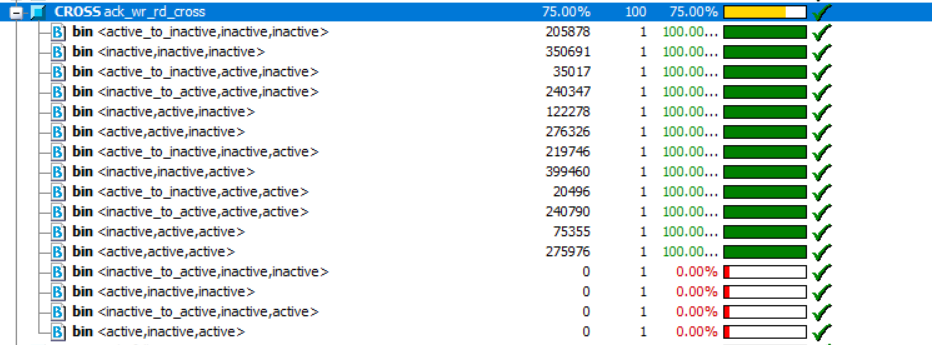 CROSS ack_wr_rd_cross 75.00% 100 75.00%
B bin <active_to_inactive,inactive,inactive> 205878 1 100.00...
B bin <inactive,inactive,inactive> 350691 1 100.00...
B bin <active_to_inactive,active,inactive> 35017 1 100.00...
B bin <inactive_to_active,active,inactive> 240347 1 100.00...
B bin <inactive,active,inactive> 122278 1 100.00...
B bin <active,active,inactive> 276326 1 100.00...
B bin <active_to_inactive,inactive,active> 219746 1 100.00...
B bin <inactive,inactive,active> 399460 1 100.00...
B bin <active_to_inactive,active,active> 20496 1 100.00...
B bin <inactive_to_active,active,active> 240790 1 100.00...
B bin <inactive,active,active> 75355 1 100.00...
B bin <active,active,active> 275976 1 100.00...
B bin <inactive_to_active,inactive,inactive> 0 1 0.00%
B bin <active,inactive,inactive> 0 1 0.00%
B bin <inactive_to_active,inactive,active> 0 1 0.00%
B bin <active,inactive,active> 0 1 0.00%